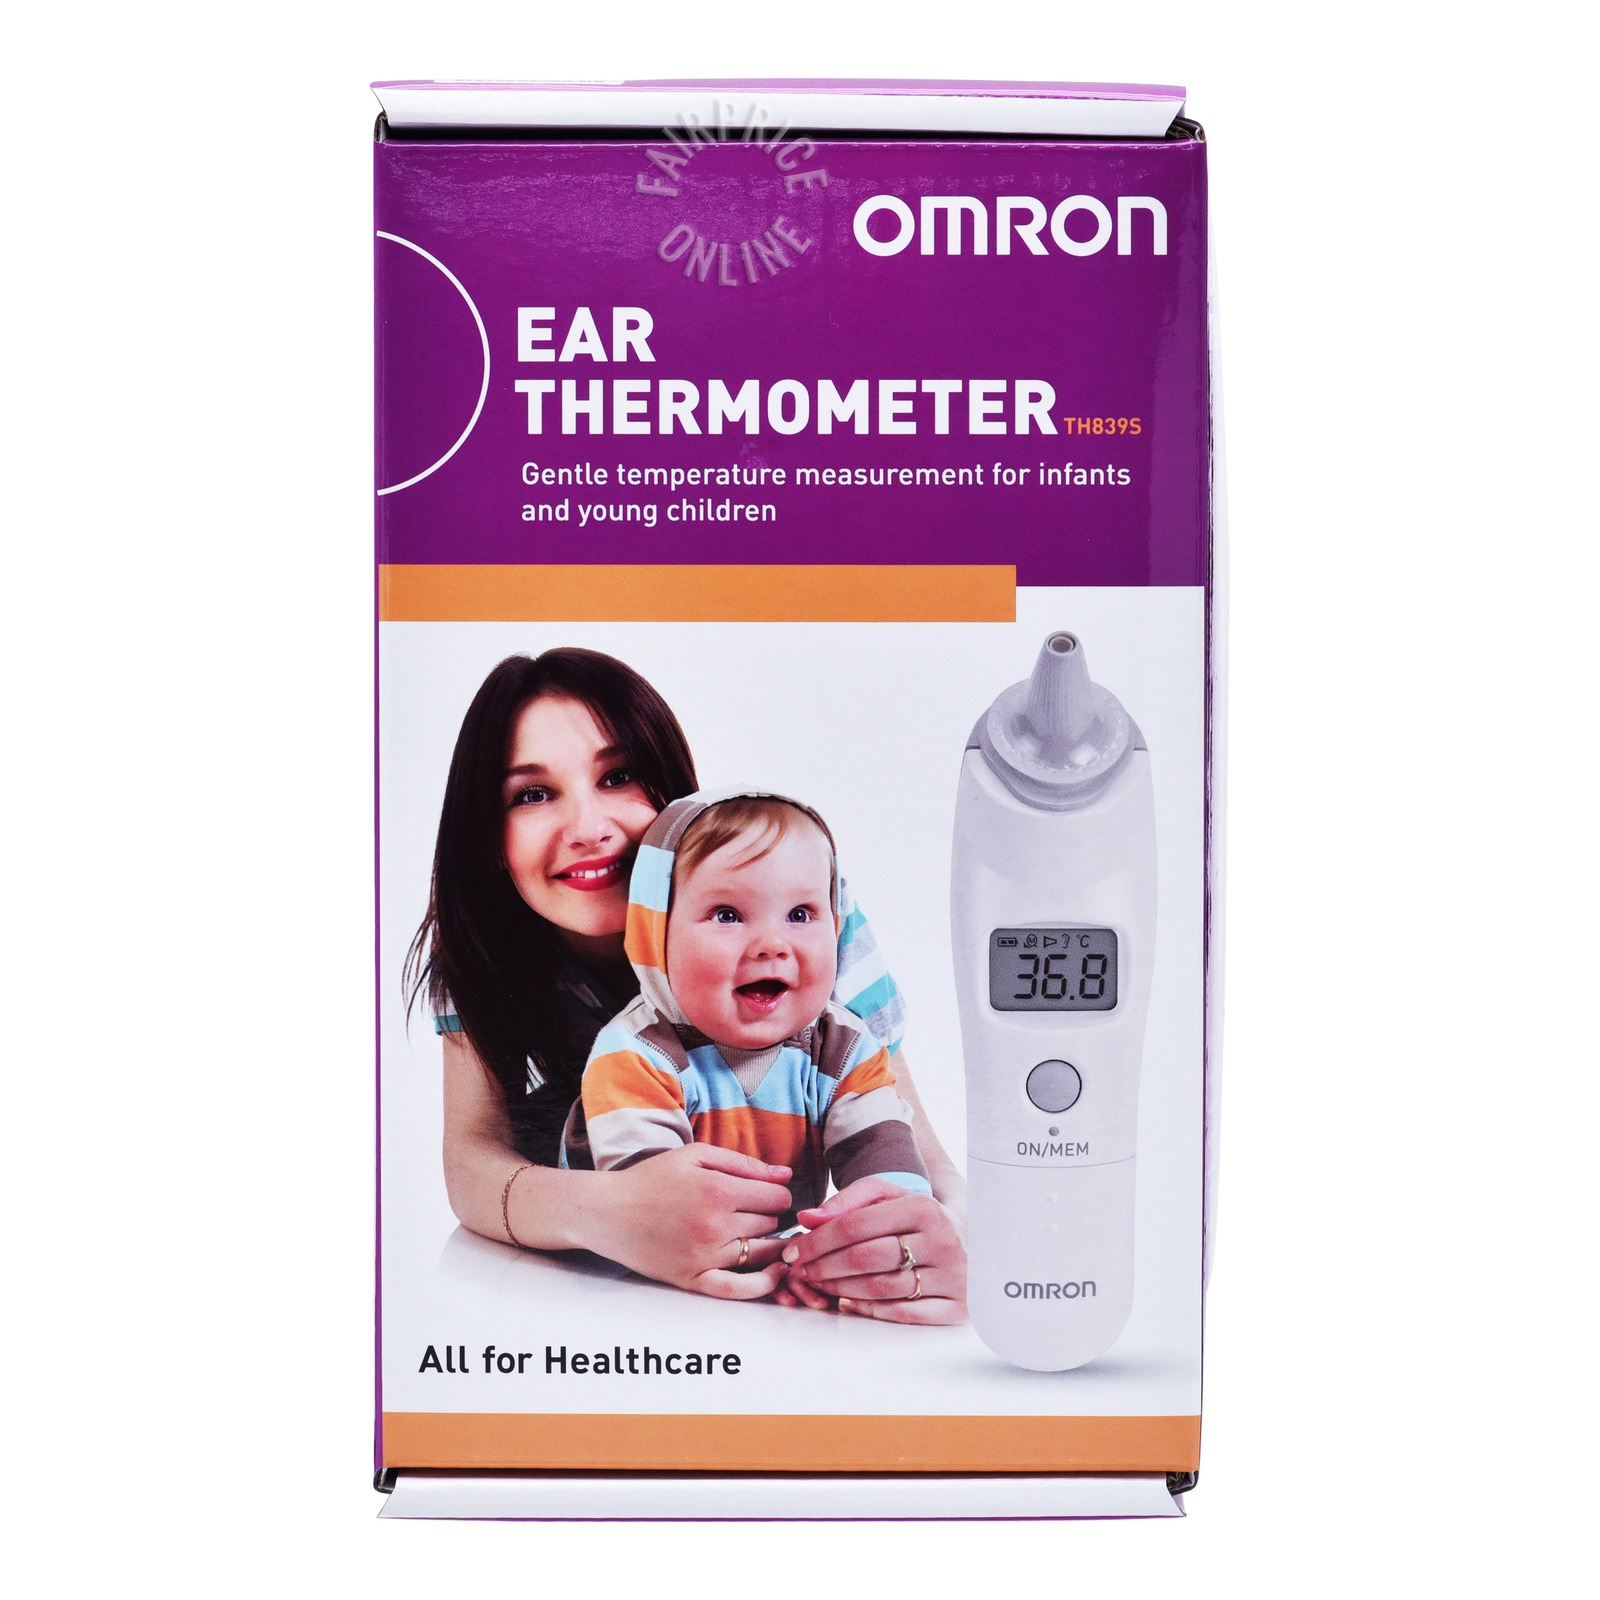 FAIRPRICE
ONLINE
OMRON
EAR
THERMOMETER TH839S
Gentle temperature measurement for infants
and young children
°C
36.8
ON/MEM
OMRON
All for Healthcare